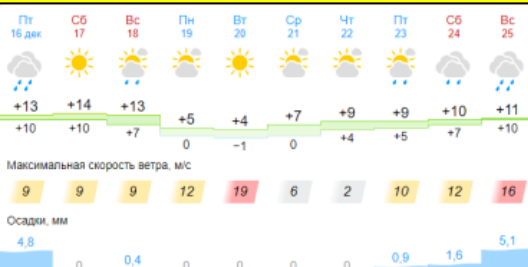 Пт Сб Вс Пн Вт Ср Чт Пт Сб Вс
16 дек 17 18 19 20 21 22 23 24 25
+13 +14 +13 +5 +4 +7 +9 +9 +10 +11
+10 +10 +7 0 −1 0 +4 +5 +7 +10
Максимальная скорость ветра, м/с
9 9 9 12 19 6 2 10 12 16
Осадки, мм
4,8 0 0,4 0 0 0 0 0,9 1,6 5,1